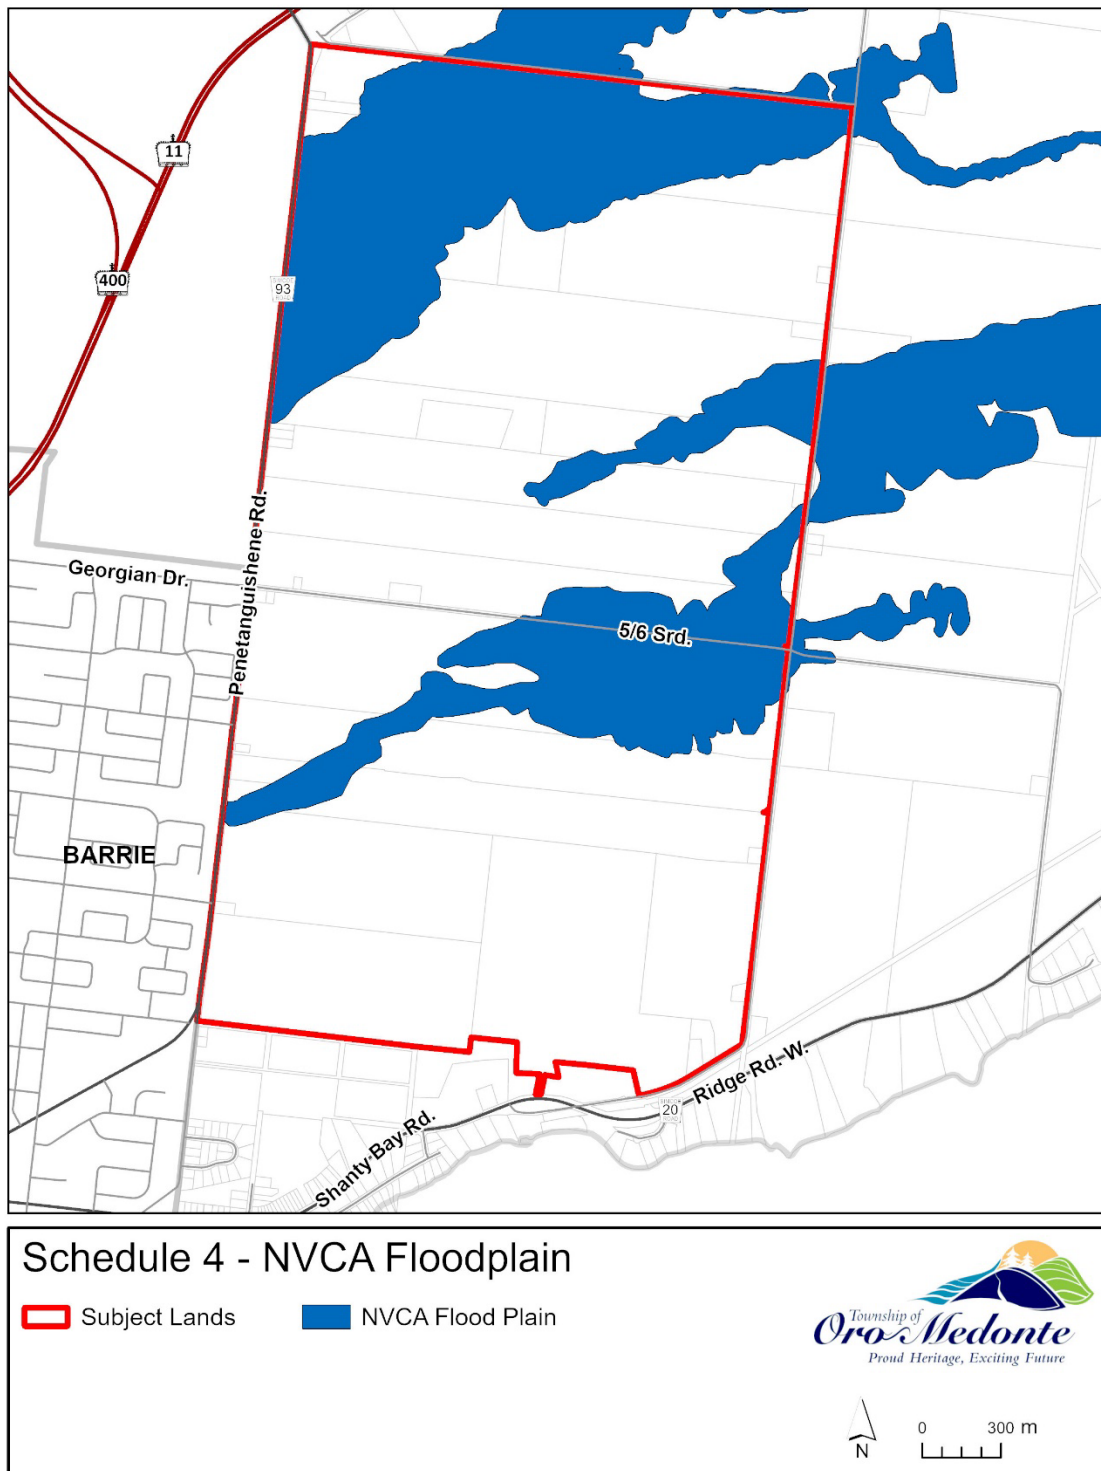 11
400
93
Georgian Dr.
Penetanguishene Rd.
5/6 Srd.
BARRIE
Ridge Rd. W.
20
Shanty Bay Rd.
Schedule 4 - NVCA Floodplain
Subject Lands
NVCA Flood Plain
Township of
Oro-Medonte
Proud Heritage, Exciting Future
N
0 300 m